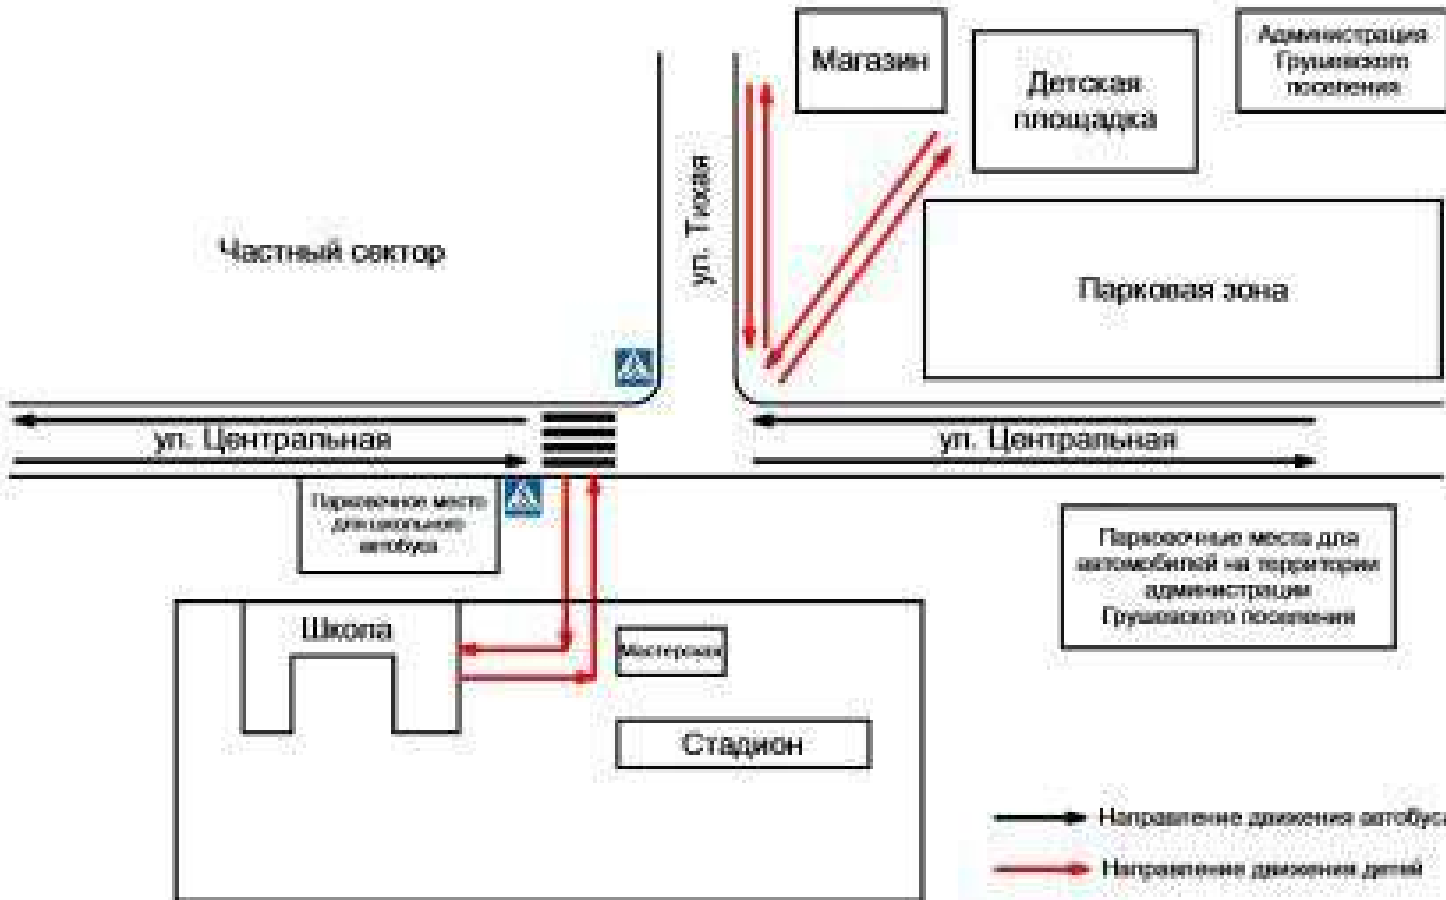 Магазин
Детская
площадка
Администрация
Грушевского
поселения
ул. Тихая
Частный сектор
Парковая зона
ул. Центральная
ул. Центральная
Парковочное место
для школьного
автобуса
Парковочные места для
автомобилей на территории
администрации
Грушевского поселения
Школа
Мастерская
Стадион
Направление движения автобуса
Направление движения детей